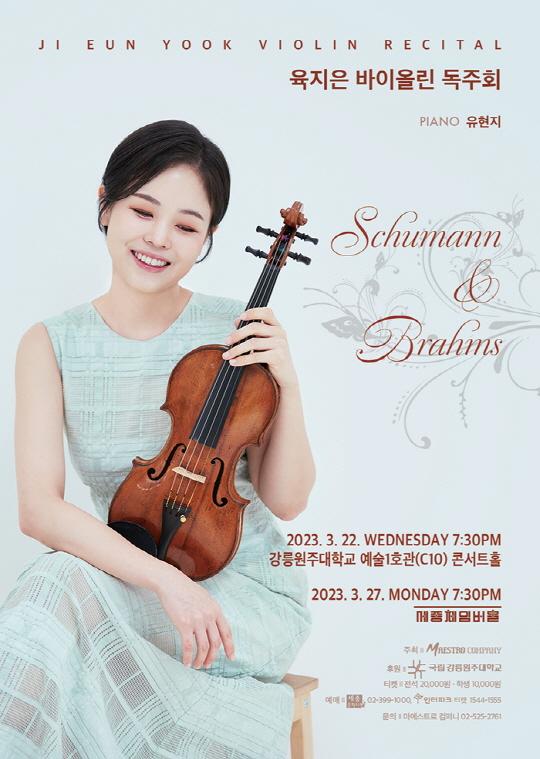 JI EUN YOOK VIOLIN RECITAL
육지은 바이올린 독주회
PIANO 유현지
Schumann
&
Brahms
2023. 3. 22. WEDNESDAY 7:30PM
강릉원주대학교 예술1호관(C10) 콘서트홀
2023. 3. 27. MONDAY 7:30PM
세종체임버홀
주최 || MAESTRO COMPANY
후원 || 국립 강릉원주대학교
티켓 || 전석 20,000원 · 학생 10,000원
예매 || 세종 02-399-1000, 인터파크 티켓 1544-1555
문의 || 마에스트로 컴퍼니 02-525-2761